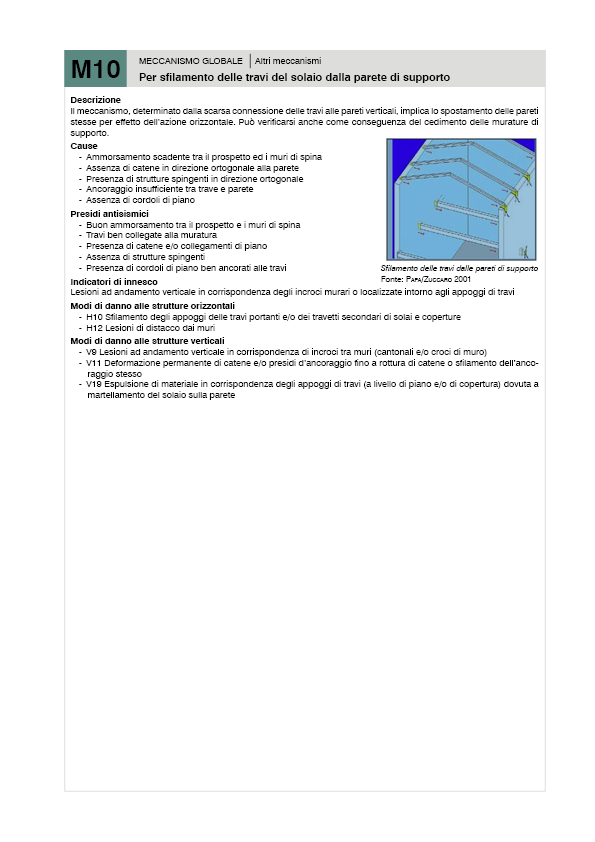 M10
MECCANISMO GLOBALE | Altri meccanismi
Per sfilamento delle travi del solaio dalla parete di supporto
Descrizione
Il meccanismo, determinato dalla scarsa connessione delle travi alle pareti verticali, implica lo spostamento delle pareti
stesse per effetto dell'azione orizzontale. Può verificarsi anche come conseguenza del cedimento delle murature di
supporto.
Cause
- Ammorsamento scadente tra il prospetto ed i muri di spina
- Assenza di catene in direzione ortogonale alla parete
- Presenza di strutture spingenti in direzione ortogonale
- Ancoraggio insufficiente tra trave e parete
- Assenza di cordoli di piano
Presidi antisismici
- Buon ammorsamento tra il prospetto e i muri di spina
- Travi ben collegate alla muratura
- Presenza di catene e/o collegamenti di piano
- Assenza di strutture spingenti
- Presenza di cordoli di piano ben ancorati alle travi
Sfilamento delle travi dalle pareti di supporto
Fonte: Papa/Zuccaro 2001
Indicatori di innesco
Lesioni ad andamento verticale in corrispondenza degli incroci murari o localizzate intorno agli appoggi di travi
Modi di danno alle strutture orizzontali
- H10 Sfilamento degli appoggi delle travi portanti e/o dei travetti secondari di solai e coperture
- H12 Lesioni di distacco dai muri
Modi di danno alle strutture verticali
- V9 Lesioni ad andamento verticale in corrispondenza di incroci tra muri (cantonali e/o croci di muro)
- V11 Deformazione permanente di catene e/o presidi d'ancoraggio fino a rottura di catene o sfilamento dell'anco-
raggio stesso
- V19 Espulsione di materiale in corrispondenza degli appoggi di travi (a livello di piano e/o di copertura) dovuta a
martellamento del solaio sulla parete